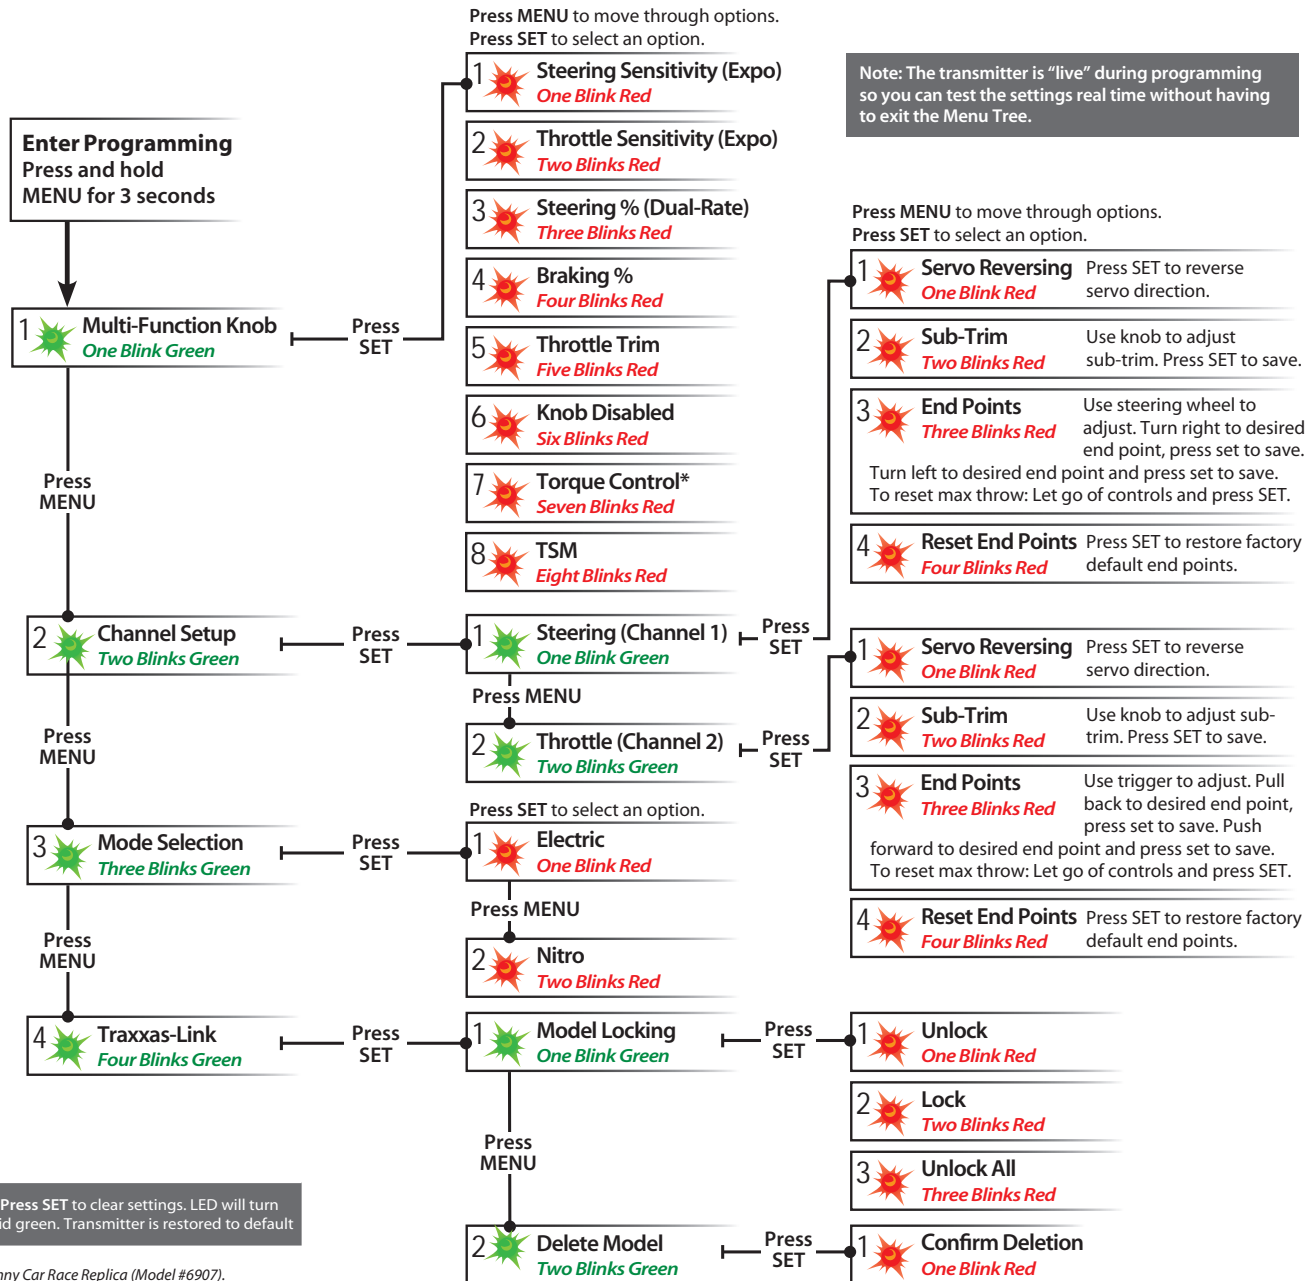 Press MENU to move through options.
Press SET to select an option.
1 Steering Sensitivity (Expo)
One Blink Red
Note: The transmitter is “live” during programming
so you can test the settings real time without having
to exit the Menu Tree.
Enter Programming
Press and hold
MENU for 3 seconds
2 Throttle Sensitivity (Expo)
Two Blinks Red
3 Steering % (Dual-Rate)
Three Blinks Red
4 Braking %
Four Blinks Red
5 Throttle Trim
Five Blinks Red
6 Knob Disabled
Six Blinks Red
7 Torque Control*
Seven Blinks Red
8 TSM
Eight Blinks Red
1 Multi-Function Knob
One Blink Green
Press
SET
Press
MENU
Press MENU to move through options.
Press SET to select an option.
1 Servo Reversing Press SET to reverse
One Blink Red servo direction.
2 Sub-Trim Use knob to adjust
Two Blinks Red sub-trim. Press SET to save.
3 End Points Use steering wheel to
Three Blinks Red adjust. Turn right to desired
end point, press set to save.
Turn left to desired end point and press set to save.
To reset max throw: Let go of controls and press SET.
4 Reset End Points Press SET to restore factory
Four Blinks Red default end points.
2 Channel Setup
Two Blinks Green
Press
SET
1 Steering (Channel 1)
One Blink Green
Press
SET
Press MENU
2 Throttle (Channel 2)
Two Blinks Green
Press
SET
1 Servo Reversing Press SET to reverse
One Blink Red servo direction.
2 Sub-Trim Use knob to adjust sub-
Two Blinks Red trim. Press SET to save.
3 End Points Use trigger to adjust. Pull
Three Blinks Red back to desired end point,
press set to save. Push
forward to desired end point and press set to save.
To reset max throw: Let go of controls and press SET.
4 Reset End Points Press SET to restore factory
Four Blinks Red default end points.
Press
MENU
Press SET to select an option.
3 Mode Selection
Three Blinks Green
Press
SET
1 Electric
One Blink Red
Press MENU
2 Nitro
Two Blinks Red
Press
MENU
4 Traxxas-Link
Four Blinks Green
Press
SET
1 Model Locking
One Blink Green
Press
SET
1 Unlock
One Blink Red
2 Lock
Two Blinks Red
3 Unlock All
Three Blinks Red
Press
MENU
2 Delete Model
Two Blinks Green
Press
SET
1 Confirm Deletion
One Blink Red
Press SET to clear settings. LED will turn
id green. Transmitter is restored to default
nny Car Race Replica (Model #6907).